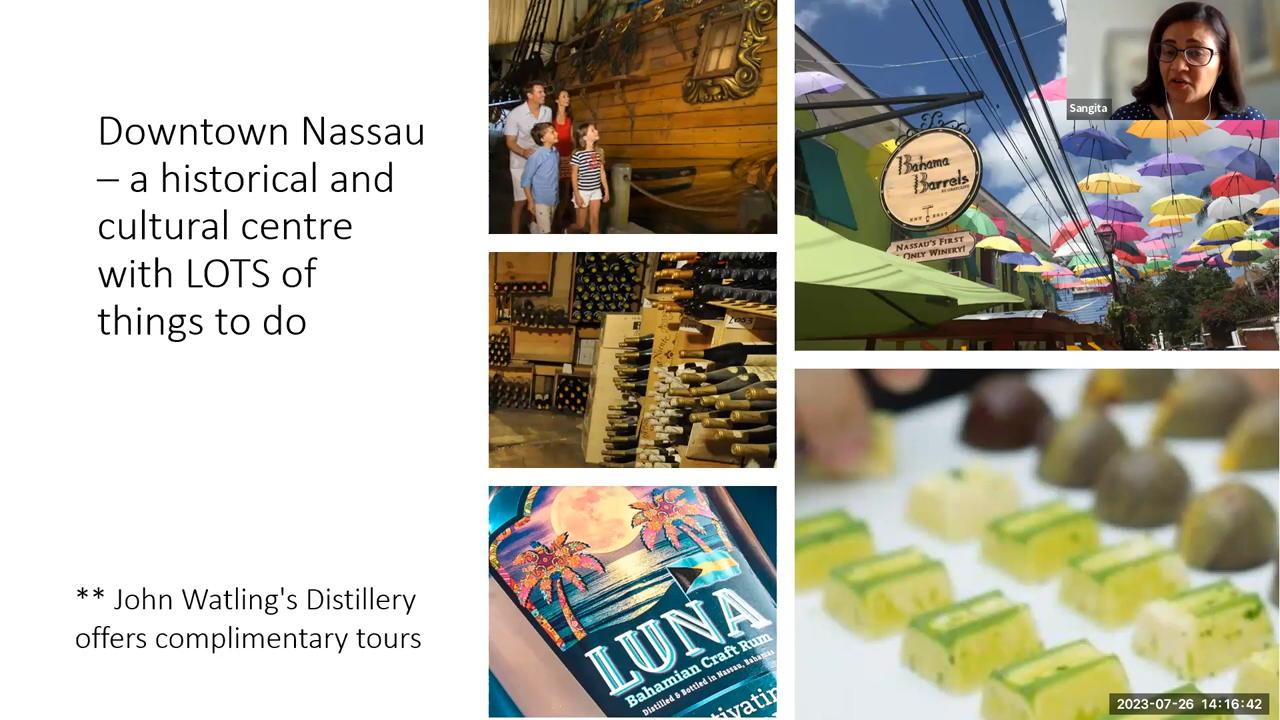 Downtown Nassau
– a historical and
cultural centre
with LOTS of
things to do
** John Watling's Distillery
offers complimentary tours
LUNA
Bahamian Craft Rum
Distilled & Bottled in Nassau, Bahamas
Bahama
Barrels
NASSAU'S FIRST
ONLY WINERY!
Sangita
2023-07-26 14:16:42